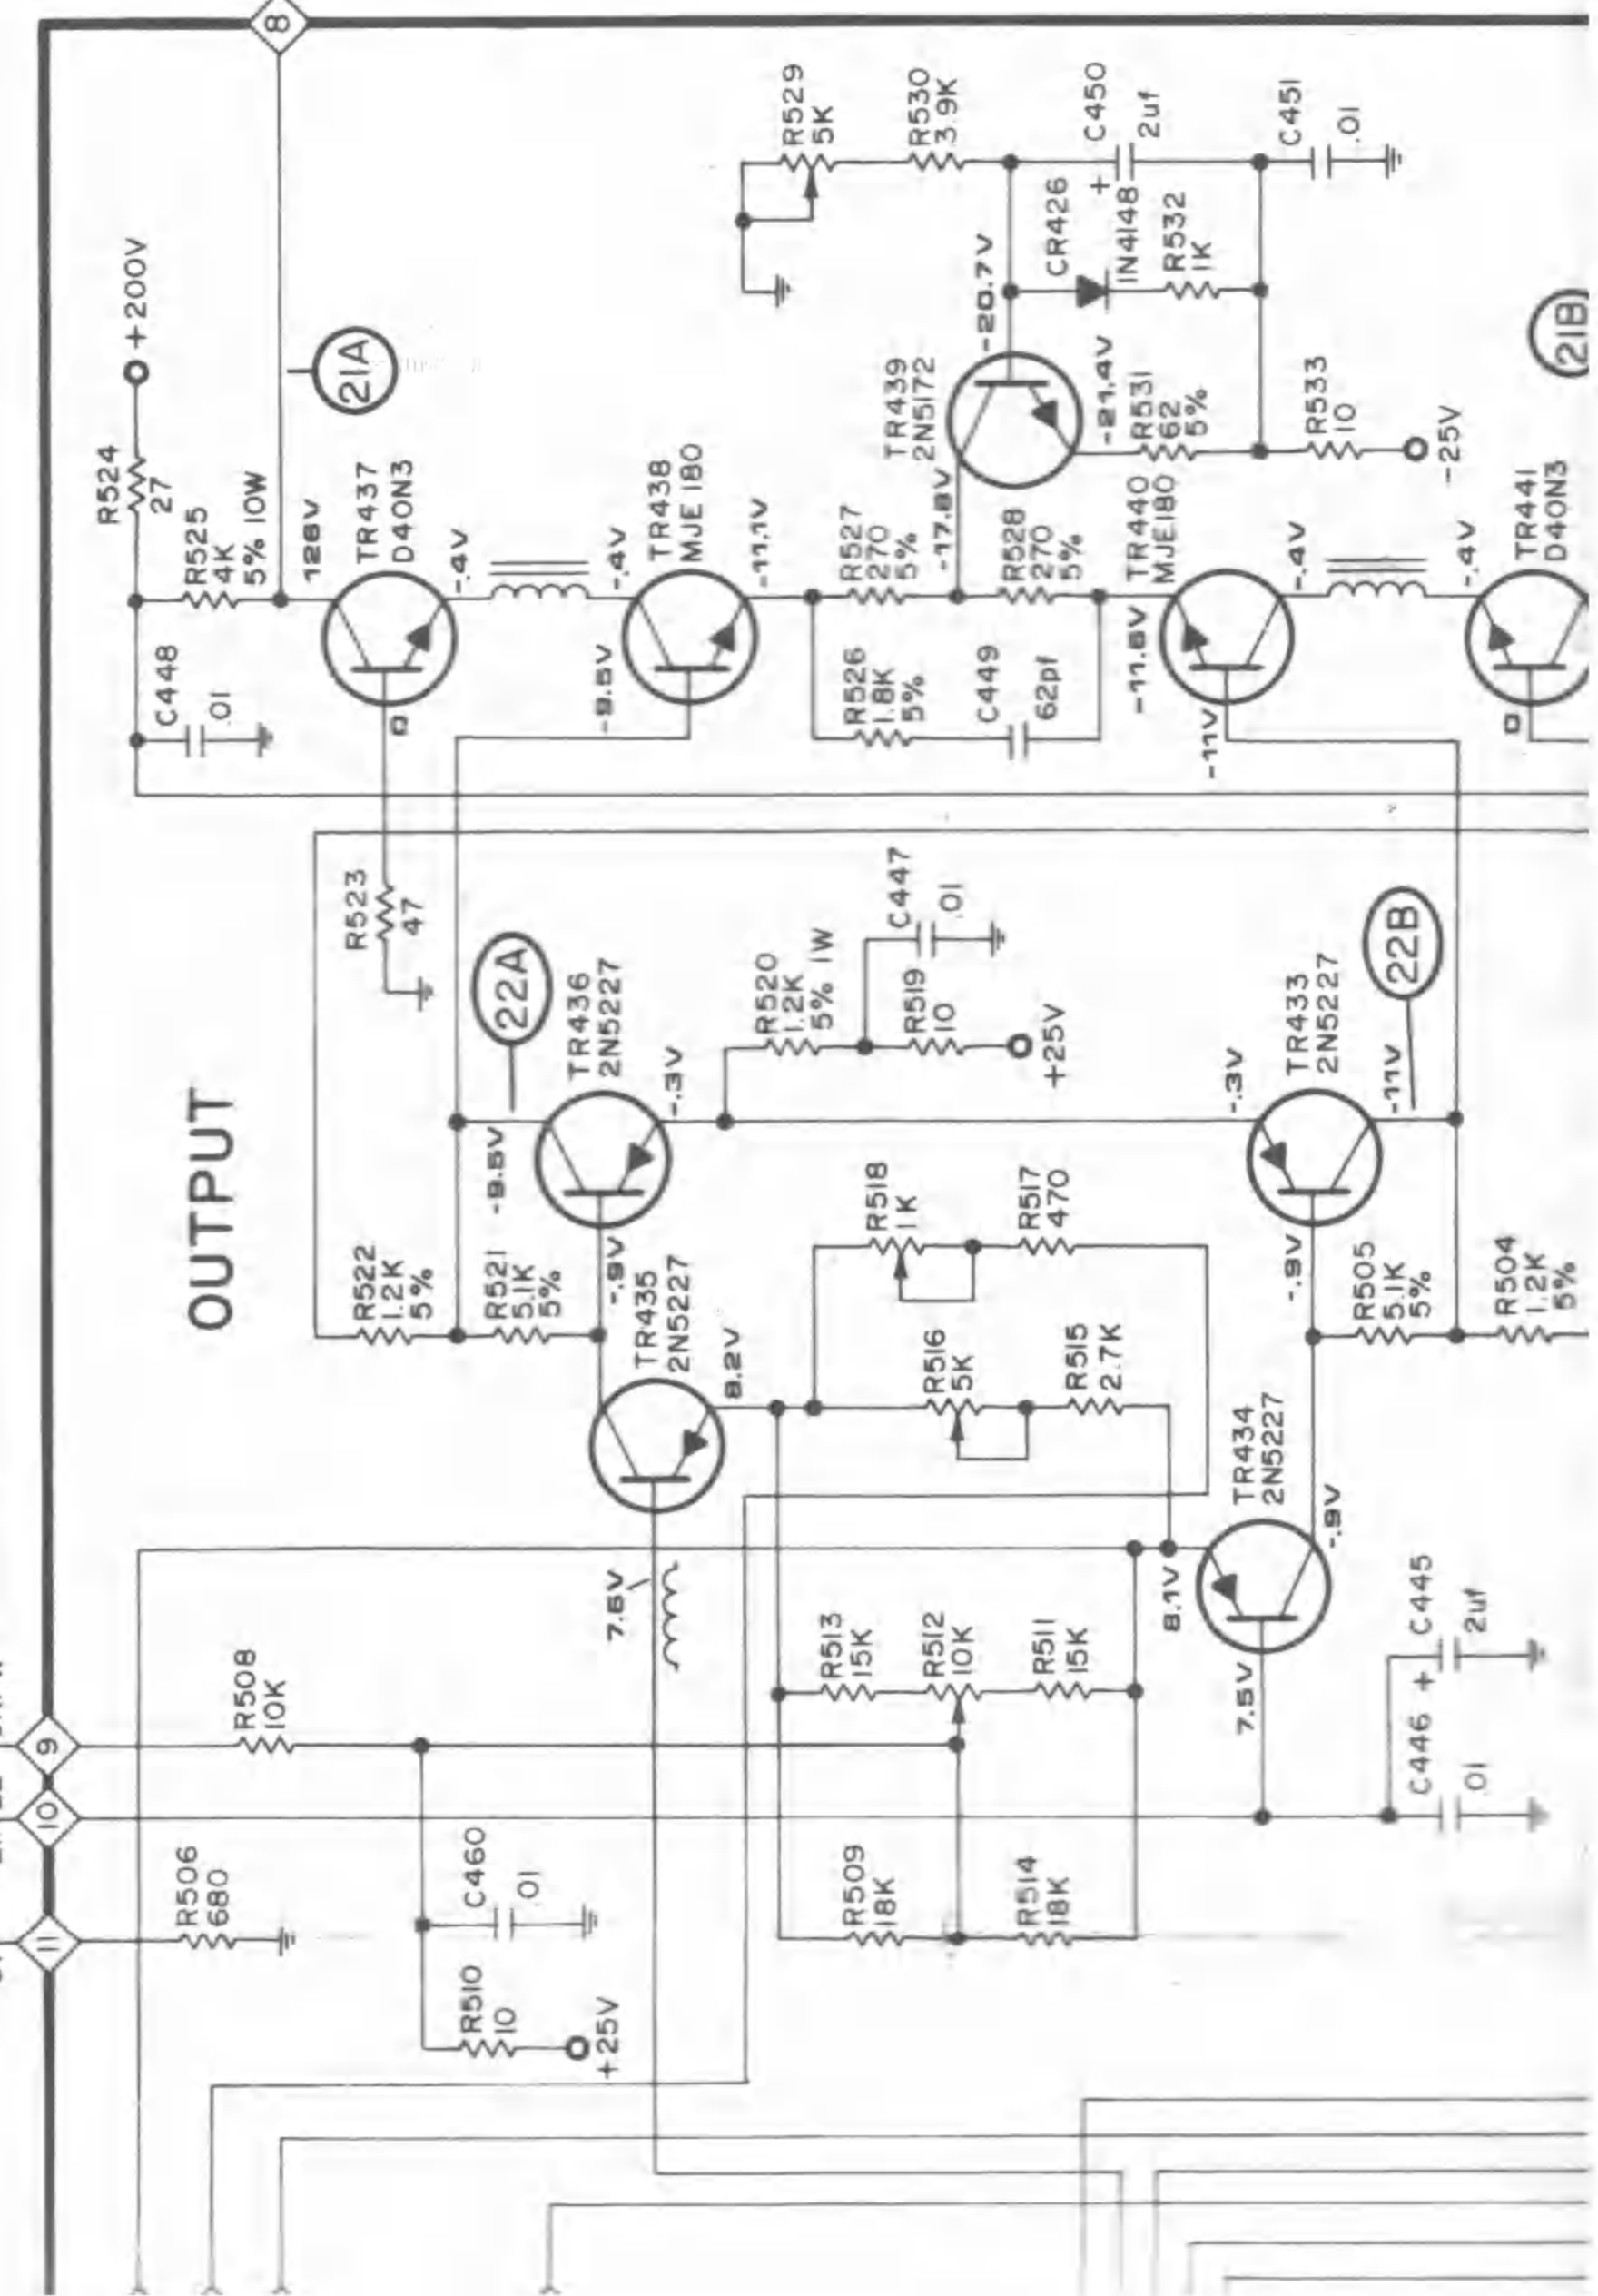 8
OUTPUT
R524
27
+200V
R525
4K
5% 10W
C448
.01
128V
21A
TR437
D40N3
0
-.4V
R523
47
-.4V
TR438
MJE 180
-9.5V
-11.1V
R522
1.2K
5%
R521
5.1K
5%
22A
-9.5V
TR436
2N5227
-.9V
-.3V
TR435
2N5227
8.2V
7.6V
R520
1.2K
5% 1W
C447
.01
R519
10
+25V
R527
270
5%
R526
1.8K
5%
-17.8V
R528
270
5%
C449
62pf
TR439
2N5172
-20.7V
-21.4V
R529
5K
R530
3.9K
CR426
1N4148
+
C450
2uf
R532
1K
C451
.01
R531
62
5%
R533
10
-25V
TR440
MJE180
-11.6V
-11V
-.4V
-.4V
TR441
D40N3
0
21B
R518
1K
R517
470
R516
5K
R515
2.7K
-.3V
TR433
2N5227
-11V
22B
-.9V
R505
5.1K
5%
R504
1.2K
5%
TR434
2N5227
8.1V
-.9V
7.5V
R513
15K
R512
10K
R511
15K
R509
18K
R514
18K
C445
2uf
+
C446
.01
9
10
11
R508
10K
R506
680
C460
.01
R510
10
+25V